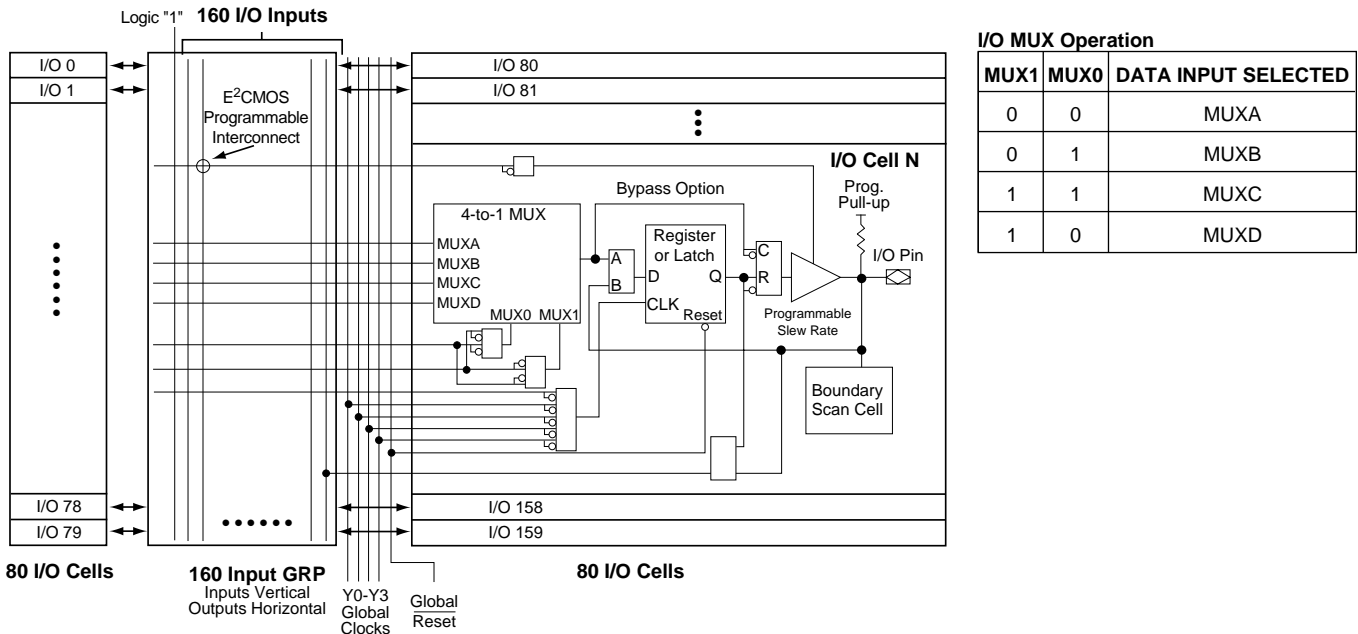 Logic "1"
160 I/O Inputs
I/O 0
I/O 1
I/O 78
I/O 79
80 I/O Cells
E2CMOS
Programmable
Interconnect
160 Input GRP
Inputs Vertical
Outputs Horizontal
Y0-Y3
Global
Clocks
Global
Reset
I/O 80
I/O 81
I/O Cell N
4-to-1 MUX
MUXA
MUXB
MUXC
MUXD
MUX0 MUX1
Bypass Option
A
B
Register
or Latch
D
Q
CLK
Reset
C
R
Prog.
Pull-up
I/O Pin
Programmable
Slew Rate
Boundary
Scan Cell
I/O 158
I/O 159
80 I/O Cells
I/O MUX Operation
MUX1 MUX0 DATA INPUT SELECTED
0 0 MUXA
0 1 MUXB
1 1 MUXC
1 0 MUXD